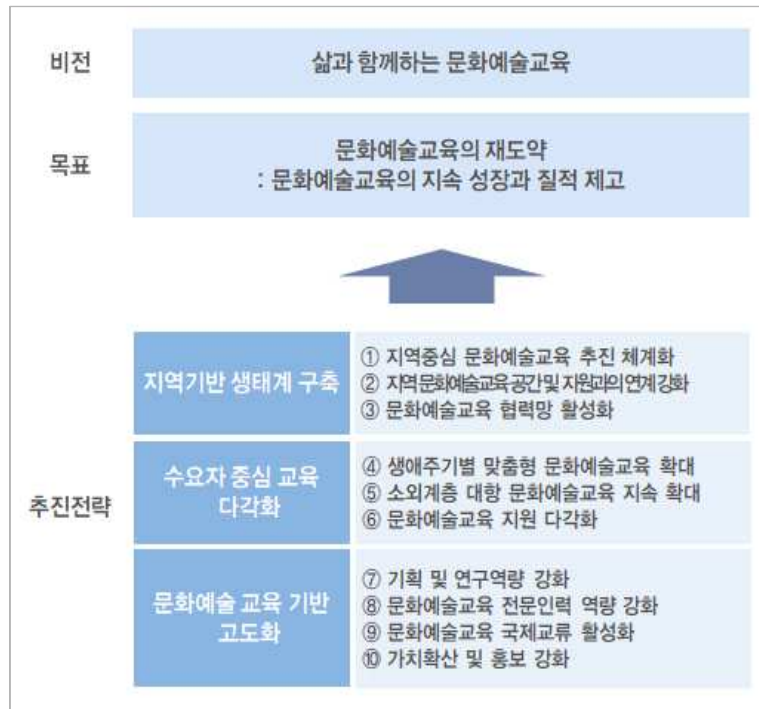 비전
삶과 함께하는 문화예술교육
목표
문화예술교육의 재도약
: 문화예술교육의 지속 성장과 질적 제고
추진전략
지역기반 생태계 구축
① 지역중심 문화예술교육 추진 체계화
② 지역문화예술교육 공간 및 자원과의 연계 강화
③ 문화예술교육 협력망 활성화
수요자 중심 교육
다각화
④ 생애주기별 맞춤형 문화예술교육 확대
⑤ 소외계층 대항 문화예술교육 지속 확대
⑥ 문화예술교육 지원 다각화
문화예술 교육 기반
고도화
⑦ 기획 및 연구역량 강화
⑧ 문화예술교육 전문인력 역량 강화
⑨ 문화예술교육 국제교류 활성화
⑩ 가치확산 및 홍보 강화